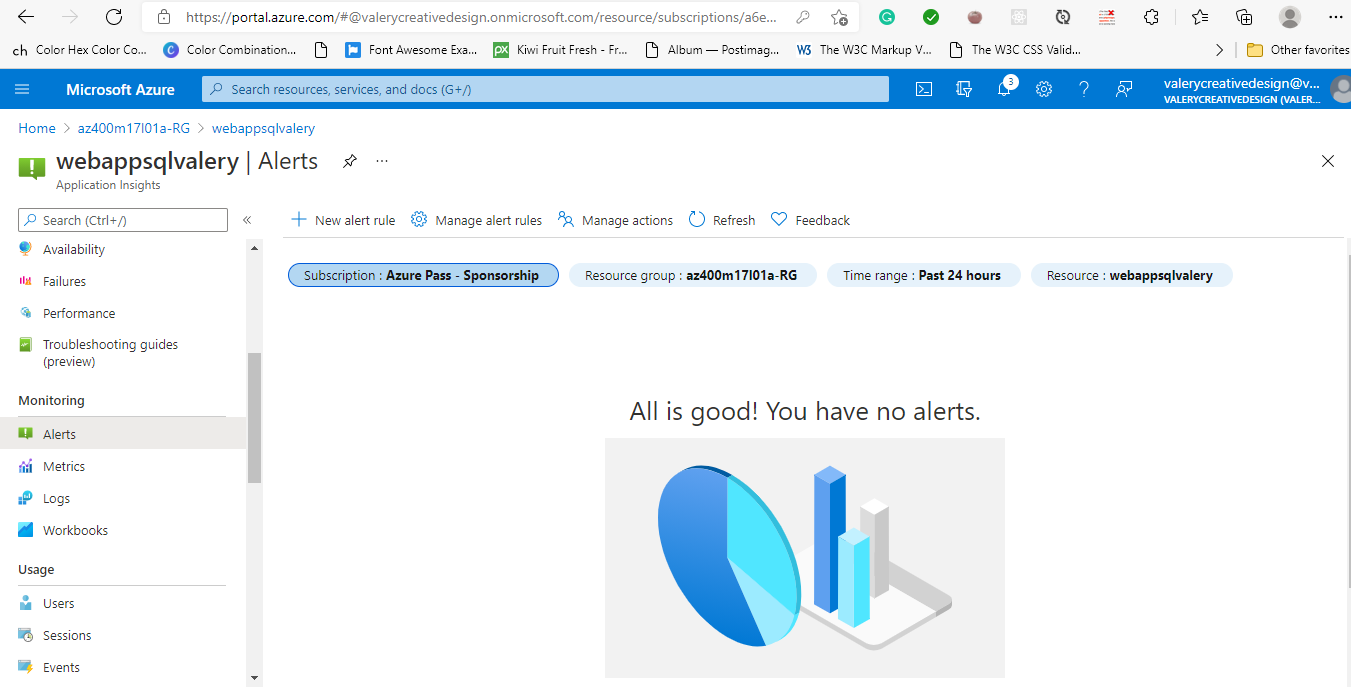 https://portal.azure.com/#@valerycreativedesign.onmicrosoft.com/resource/subscriptions/a6e...
ch Color Hex Color Co... Color Combination... Font Awesome Exa... Kiwi Fruit Fresh - Fr... Album — Postimag... The W3C Markup V... The W3C CSS Valid... Other favorites
Microsoft Azure
Search resources, services, and docs (G+/)
3
valerycreativedesign@v...
VALERYCREATIVEDESIGN (VALER...
Home > az400m17l01a-RG > webappsqlvalery
webappsqlvalery | Alerts
Application Insights
Search (Ctrl+/)
«
New alert rule Manage alert rules Manage actions Refresh Feedback
Subscription : Azure Pass - Sponsorship Resource group : az400m17l01a-RG Time range : Past 24 hours Resource : webappsqlvalery
Availability
Failures
Performance
Troubleshooting guides
(preview)
Monitoring
Alerts
Metrics
Logs
Workbooks
Usage
Users
Sessions
Events
All is good! You have no alerts.